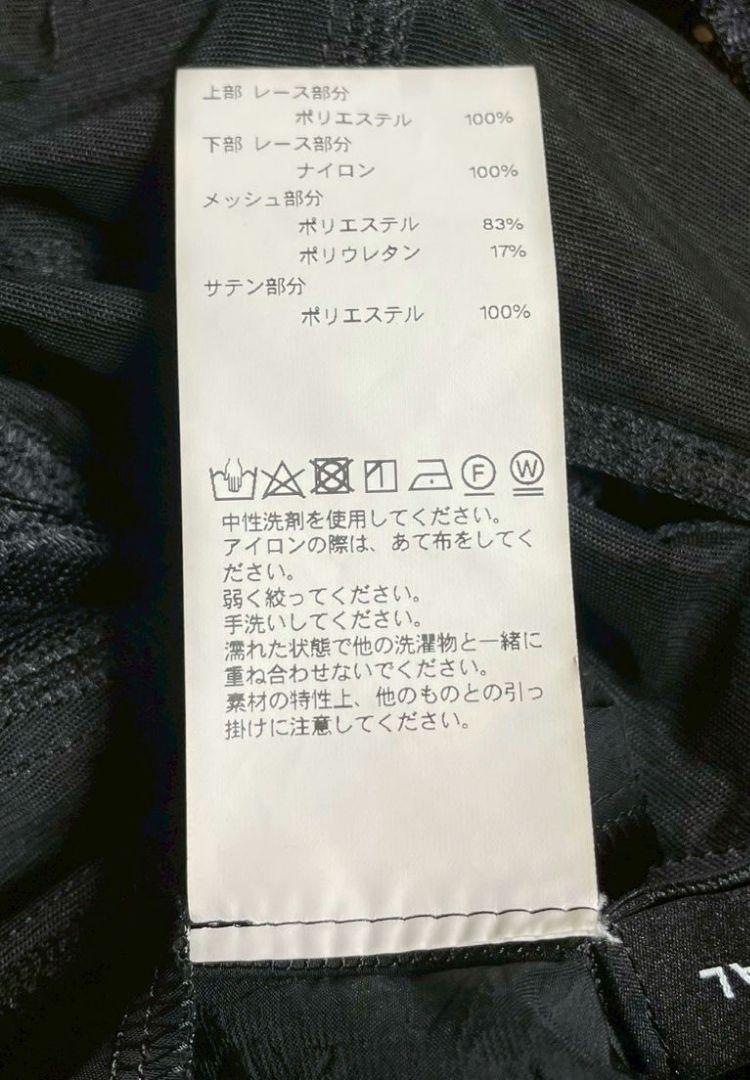 上部 レース部分
ポリエステル 100%
下部 レース部分
ナイロン 100%
メッシュ部分
ポリエステル 83%
ポリウレタン 17%
サテン部分
ポリエステル 100%
F W
中性洗剤を使用してください。
アイロンの際は、あて布をしてく
ださい。
弱く絞ってください。
手洗いしてください。
濡れた状態で他の洗濯物と一緒に
重ね合わせないでください。
素材の特性上、他のものとの引っ
掛けに注意してください。